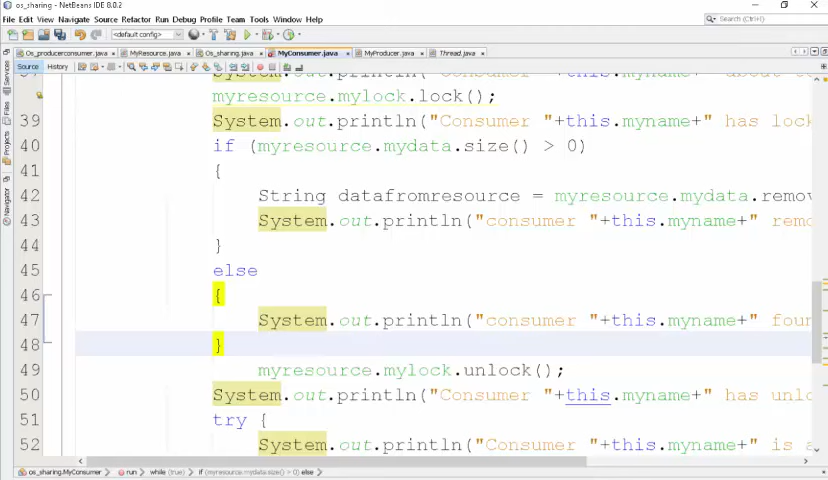 os_sharing - NetBeans IDE 8.0.2
File Edit View Navigate Source Refactor Run Debug Profile Team Tools Window Help
Search (Ctrl+I)
<default config>
Os_producerconsumer.java MyResource.java Os_sharing.java MyConsumer.java MyProducer.java Thread.java
Source History
Services
Files
Projects
Navigator
myresource.mylock.lock();
39 System.out.println("Consumer "+this.myname+" has lock
40 if (myresource.mydata.size() > 0)
41 {
42 String datafromresource = myresource.mydata.remov
43 System.out.println("consumer "+this.myname+" remo
44 }
45 else
46 {
47 System.out.println("consumer "+this.myname+" foun
48 }
49 myresource.mylock.unlock();
50 System.out.println("Consumer "+this.myname+" has unlo
51 try {
52 System.out.println("Consumer "+this.myname+" is a
os_sharing.MyConsumer run while (true) if (myresource.mydata.size() > 0) else